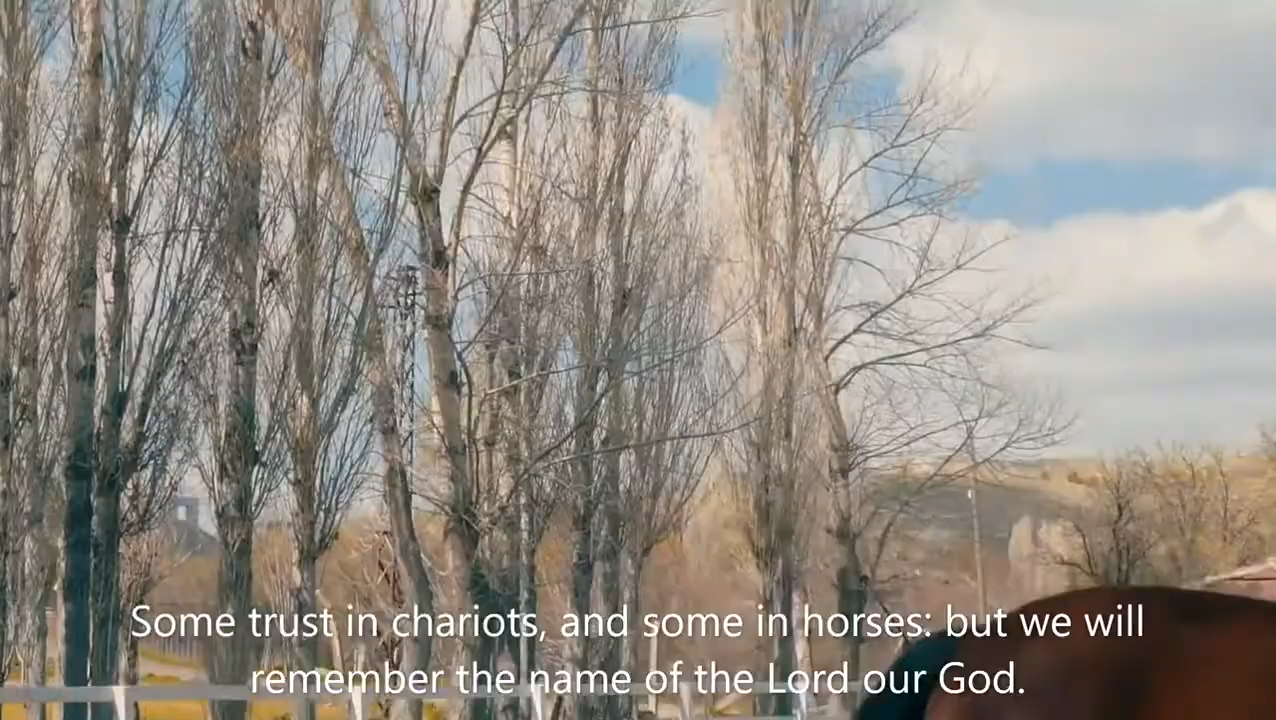 Some trust in chariots, and some in horses: but we will
remember the name of the Lord our God.